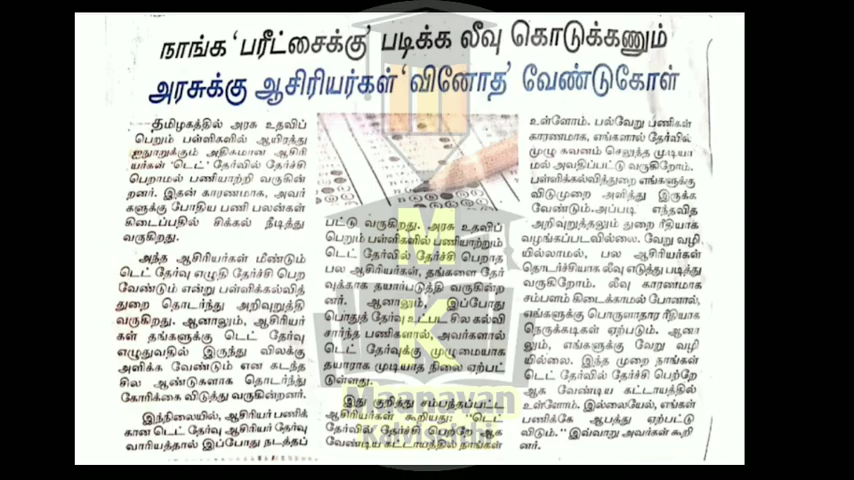 நாங்க 'பரீட்சைக்கு' படிக்க லீவு கொடுக்கணும்
அரசுக்கு ஆசிரியர்கள் 'வினோத' வேண்டுகோள்
தமிழகத்தில் அரசு உதவிப்
பெறும் பள்ளிகளில் ஆயிரத்து
ஐநூறுக்கும் அதிகமான ஆசிரி
யர்கள் 'டெட்' தேர்வில் தேர்ச்சி
பெறாமல் பணியாற்றி வருகின்
றனர். இதன் காரணமாக, அவர்
களுக்கு போதிய பணி பலன்கள்
கிடைப்பதில் சிக்கல் நீடித்து
வருகிறது.
அந்த ஆசிரியர்கள் மீண்டும்
டெட் தேர்வு எழுதி தேர்ச்சி பெற
வேண்டும் என்று பள்ளிக்கல்வித்
துறை தொடர்ந்து அறிவுறுத்தி
வருகிறது. ஆனாலும், ஆசிரியர்
கள் தங்களுக்கு டெட் தேர்வு
எழுதுவதில் இருந்து விலக்கு
அளிக்க வேண்டும் என கடந்த
சில ஆண்டுகளாக தொடர்ந்து
கோரிக்கை விடுத்து வருகின்றனர்.
இந்நிலையில், ஆசிரியர் பணிக்
கான டெட் தேர்வு ஆசிரியர் தேர்வு
வாரியத்தால் இப்போது நடத்தப்
பட்டு வருகிறது. அரசு உதவிப்
பெறும் பள்ளிகளில் பணியாற்றும்
டெட் தேர்வில் தேர்ச்சி பெறாத
பல ஆசிரியர்கள், தங்களை தேர்
வுக்காக தயார்படுத்தி வருகின்ற
னர். ஆனாலும், இப்போது
பொதுத் தேர்வு உட்பட சில கல்வி
சார்ந்த பணிகளால், அவர்களால்
டெட் தேர்வுக்கு முழுமையாக
தயாராக முடியாத நிலை ஏற்பட்
டுள்ளது.
இது குறித்து சம்பந்தப்பட்ட
ஆசிரியர்கள் கூறியது: "டெட்
தேர்வில் தேர்ச்சி பெற்றே ஆக
வேண்டிய கட்டாயத்தில் நாங்கள்
உள்ளோம். பல்வேறு பணிகள்
காரணமாக, எங்களால் தேர்வில்
முழு கவனம் செலுத்த முடியா
மல் அவதிப்பட்டு வருகிறோம்.
பள்ளிக்கல்வித்துறை எங்களுக்கு
விடுமுறை அளித்து இருக்க
வேண்டும்.அப்படி எந்தவித
அறிவுறுத்தலும் துறை ரீதியாக
வழங்கப்படவில்லை. வேறு வழி
யில்லாமல், பல ஆசிரியர்கள்
தொடர்ச்சியாக லீவு எடுத்து படித்து
வருகிறோம். லீவு காரணமாக
சம்பளம் கிடைக்காமல் போனால்,
எங்களுக்கு பொருளாதார ரீதியாக
நெருக்கடிகள் ஏற்படும். ஆனா
லும், எங்களுக்கு வேறு வழி
யில்லை. இந்த முறை நாங்கள்
டெட் தேர்வில் தேர்ச்சி பெற்றே
ஆக வேண்டிய கட்டாயத்தில்
உள்ளோம். இல்லையேல், எங்கள்
பணிக்கே ஆபத்து ஏற்பட்டு
விடும்." இவ்வாறு அவர்கள் கூறி
னர்.
M
K